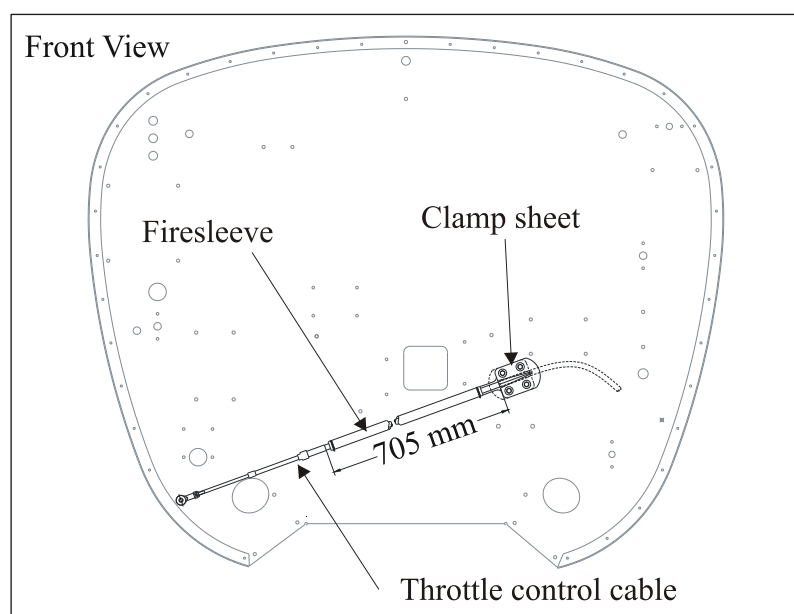 Front View
Clamp sheet
Firesleeve
705 mm
Throttle control cable